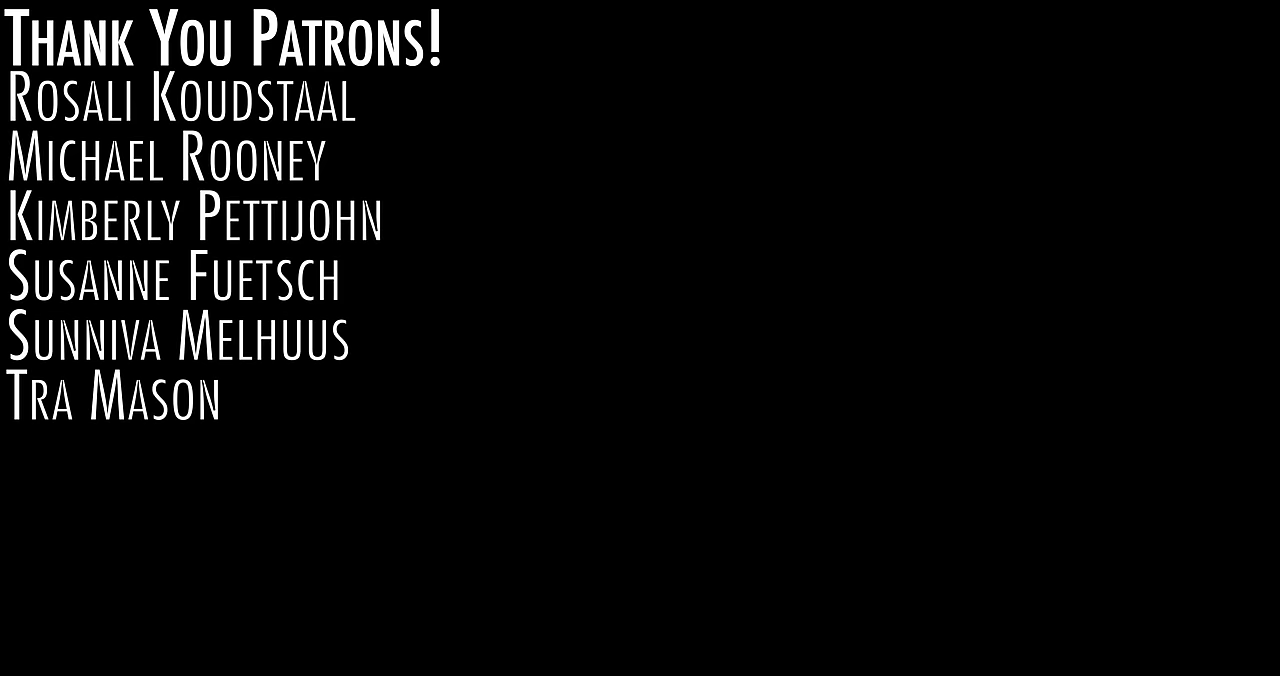 Thank You Patrons!
Rosali Koudstaal
Michael Rooney
Kimberly Pettijohn
Susanne Fuetsch
Sunniva Melhuus
Tra Mason